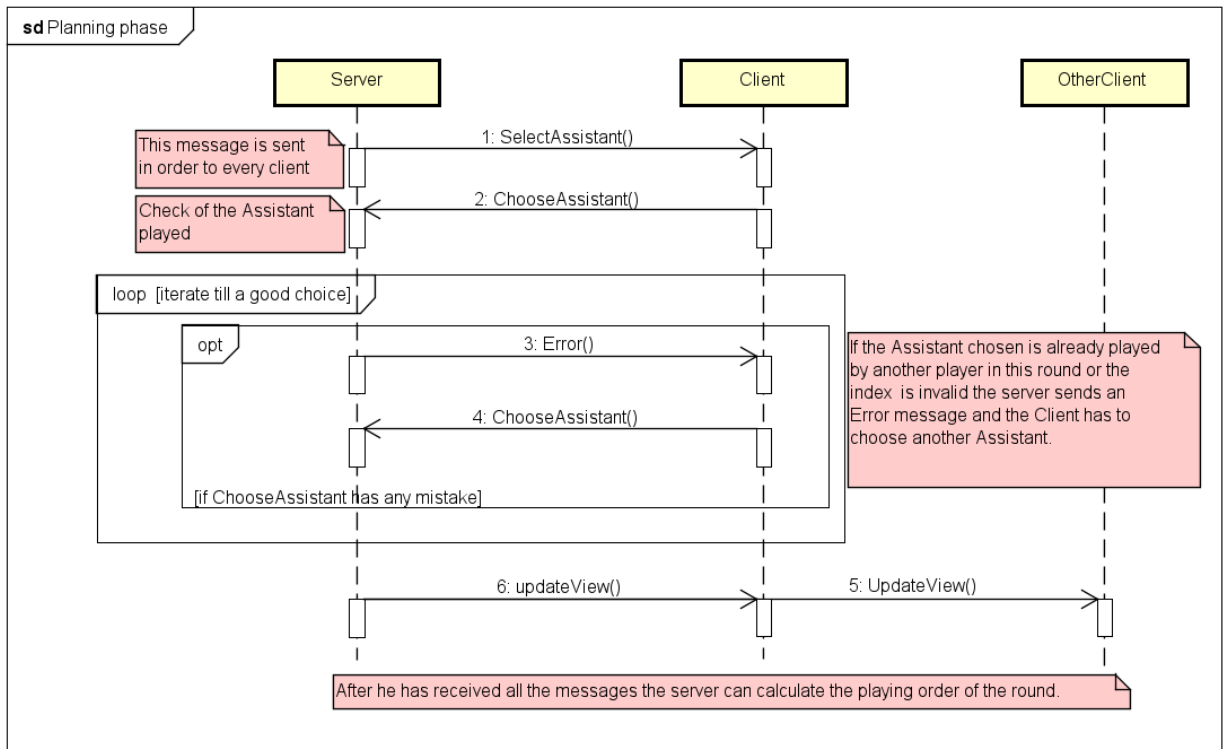 sd Planning phase
Server
Client
OtherClient
This message is sent
in order to every client
1: SelectAssistant()
Check of the Assistant
played
2: ChooseAssistant()
loop [iterate till a good choice]
opt
3: Error()
4: ChooseAssistant()
[if ChooseAssistant has any mistake]
If the Assistant chosen is already played
by another player in this round or the
index is invalid the server sends an
Error message and the Client has to
choose another Assistant.
6: updateView()
5: UpdateView()
After he has received all the messages the server can calculate the playing order of the round.